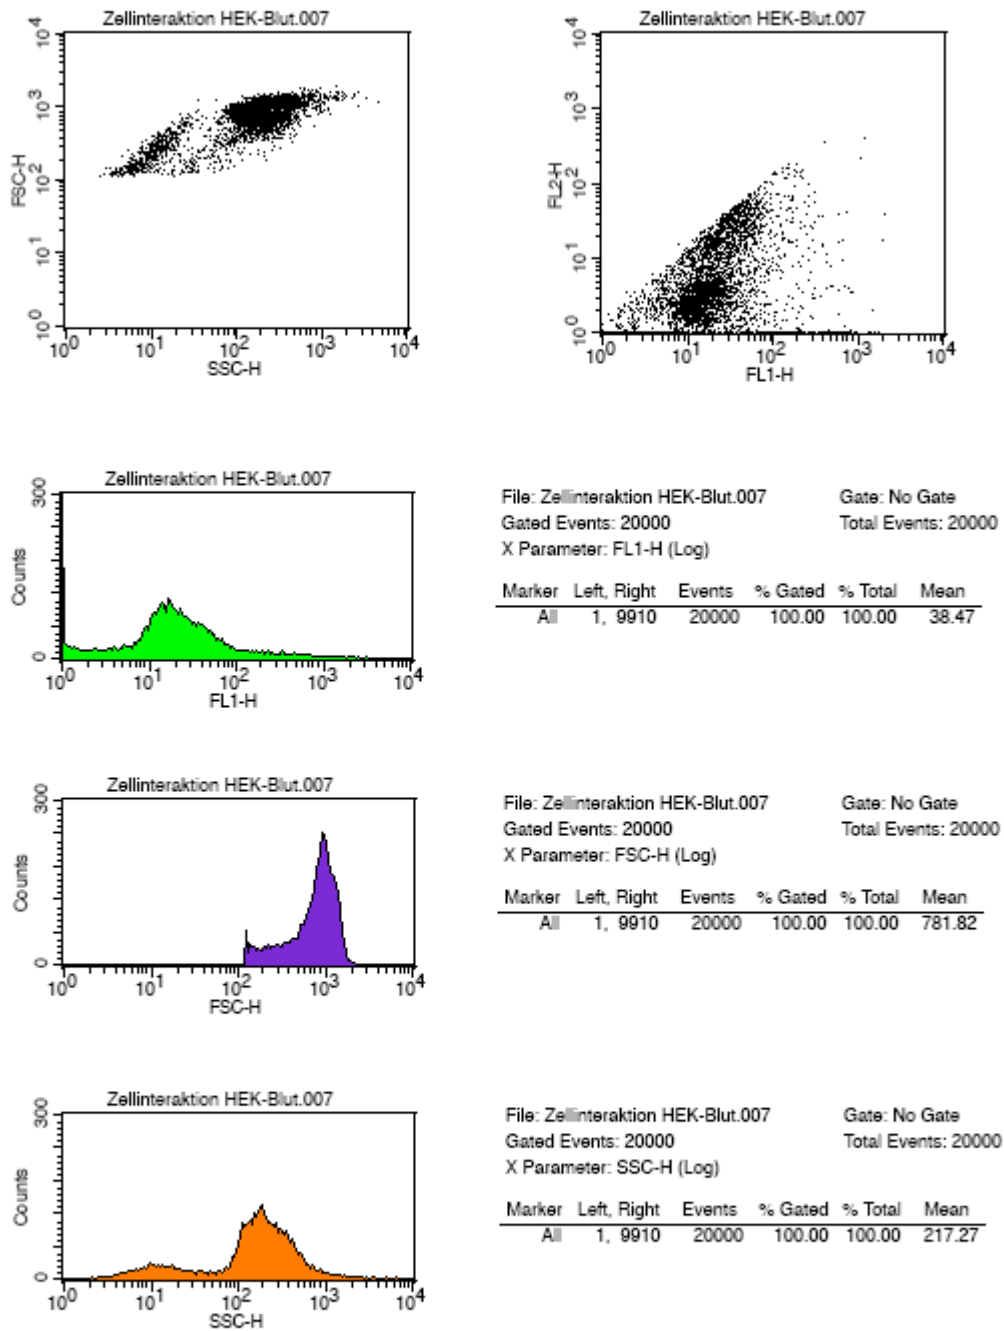 Zellinteraktion HEK-Blut.007
Zellinteraktion HEK-Blut.007
10^4
10^3
10^2
10^1
10^0
FSC-H
10^0 10^1 10^2 10^3 10^4
SSC-H
10^4
10^3
10^2
10^1
10^0
FL2-H
10^0 10^1 10^2 10^3 10^4
FL1-H
Zellinteraktion HEK-Blut.007
300
0
Counts
10^0 10^1 10^2 10^3 10^4
FL1-H
File: Zellinteraktion HEK-Blut.007 Gate: No Gate
Gated Events: 20000 Total Events: 20000
X Parameter: FL1-H (Log)
Marker Left, Right Events % Gated % Total Mean
All 1, 9910 20000 100.00 100.00 38.47
Zellinteraktion HEK-Blut.007
300
0
Counts
10^0 10^1 10^2 10^3 10^4
FSC-H
File: Zellinteraktion HEK-Blut.007 Gate: No Gate
Gated Events: 20000 Total Events: 20000
X Parameter: FSC-H (Log)
Marker Left, Right Events % Gated % Total Mean
All 1, 9910 20000 100.00 100.00 781.82
Zellinteraktion HEK-Blut.007
300
0
Counts
10^0 10^1 10^2 10^3 10^4
SSC-H
File: Zellinteraktion HEK-Blut.007 Gate: No Gate
Gated Events: 20000 Total Events: 20000
X Parameter: SSC-H (Log)
Marker Left, Right Events % Gated % Total Mean
All 1, 9910 20000 100.00 100.00 217.27